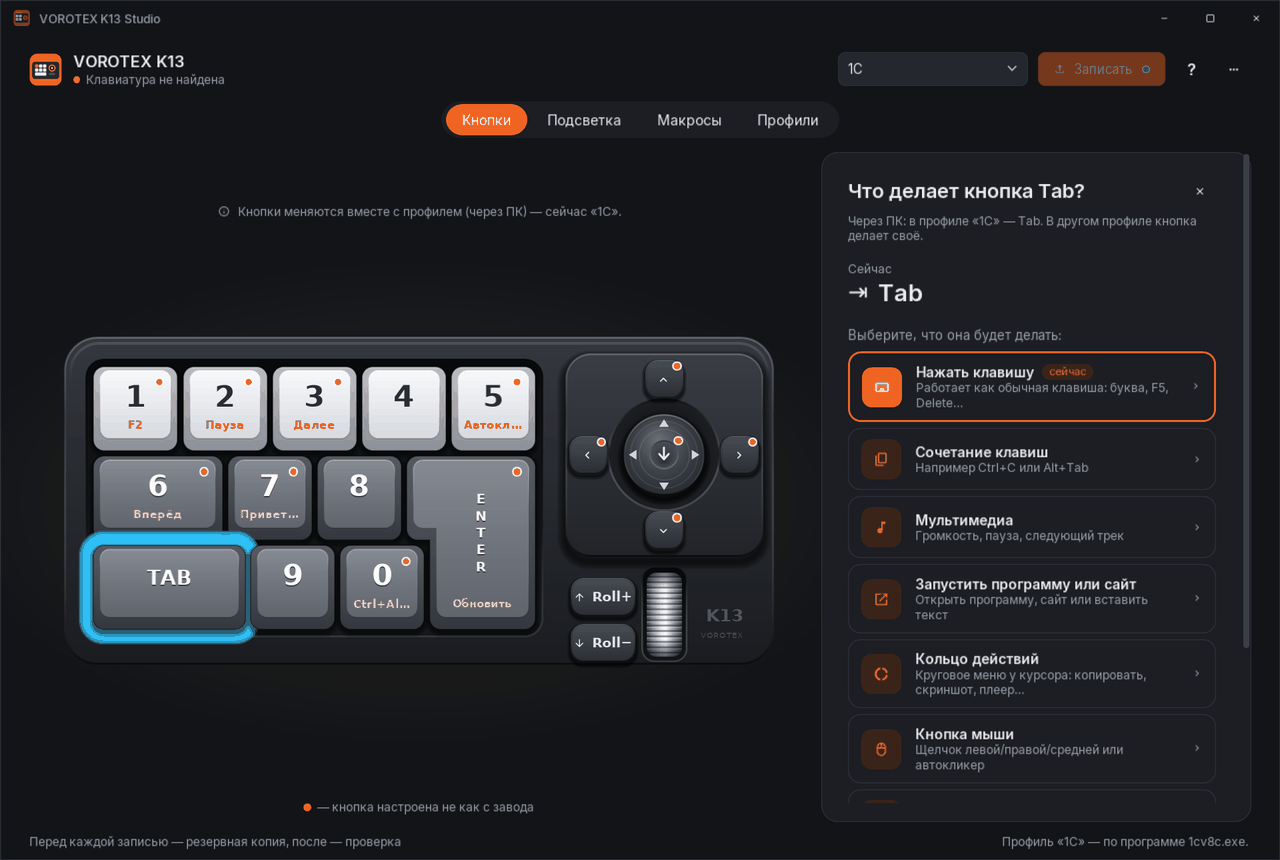 VOROTEX K13 Studio
VOROTEX K13
Клавиатура не найдена
1C
Записать
?
Кнопки
Подсветка
Макросы
Профили
Кнопки меняются вместе с профилем (через ПК) — сейчас «1С».
1
F2
2
Пауза
3
Далее
4
5
Автокл...
6
Вперёд
7
Привет...
8
ENTER
Обновить
TAB
9
0
Ctrl+Al...
Roll+
Roll−
K13
VOROTEX
— кнопка настроена не как с завода
Что делает кнопка Tab?
Через ПК: в профиле «1С» — Tab. В другом профиле кнопка
делает своё.
Сейчас
Tab
Выберите, что она будет делать:
Нажать клавишу сейчас
Работает как обычная клавиша: буква, F5,
Delete...
Сочетание клавиш
Например Ctrl+C или Alt+Tab
Мультимедиа
Громкость, пауза, следующий трек
Запустить программу или сайт
Открыть программу, сайт или вставить
текст
Кольцо действий
Круговое меню у курсора: копировать,
скриншот, плеер...
Кнопка мыши
Щелчок левой/правой/средней или
автокликер
Перед каждой записью — резервная копия, после — проверка
Профиль «1С» — по программе 1cv8c.exe.